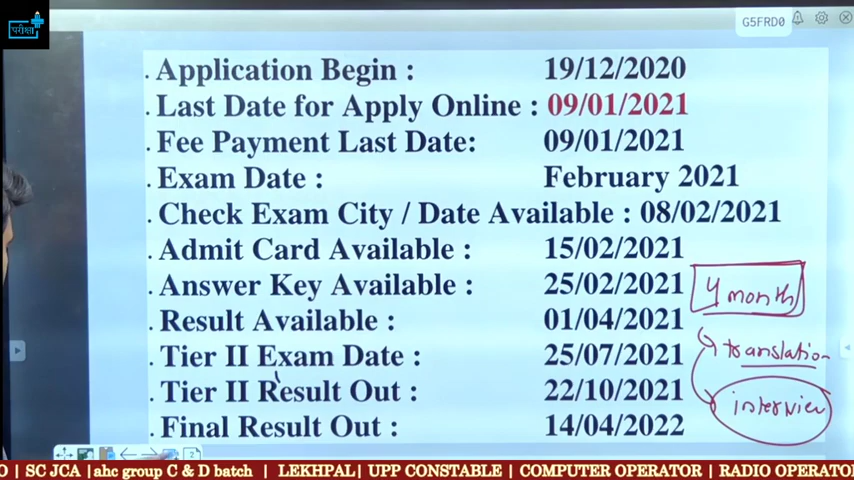 परीक्षा
G5FRD0
. Application Begin : 19/12/2020
. Last Date for Apply Online : 09/01/2021
. Fee Payment Last Date: 09/01/2021
. Exam Date : February 2021
. Check Exam City / Date Available : 08/02/2021
. Admit Card Available : 15/02/2021
. Answer Key Available : 25/02/2021
4 month
. Result Available : 01/04/2021
. Tier II Exam Date : 25/07/2021
translation
. Tier II Result Out : 22/10/2021
interview
. Final Result Out : 14/04/2022
2
O | SC JCA |ahc group C & D batch | LEKHPAL| UPP CONSTABLE | COMPUTER OPERATOR | RADIO OPERATO